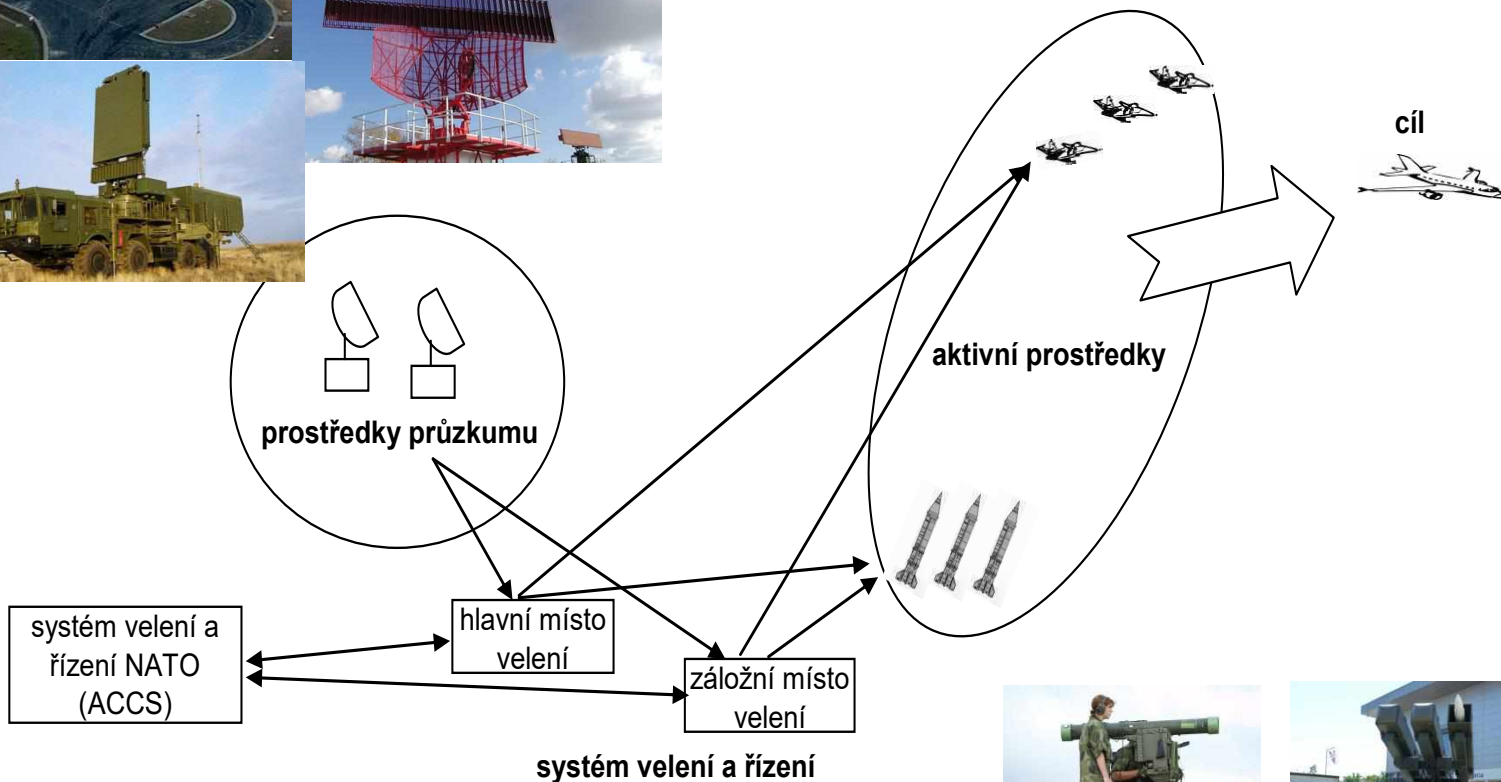 cíl
aktivní prostředky
prostředky průzkumu
systém velení a
řízení NATO
(ACCS)
hlavní místo
velení
záložní místo
velení
systém velení a řízení